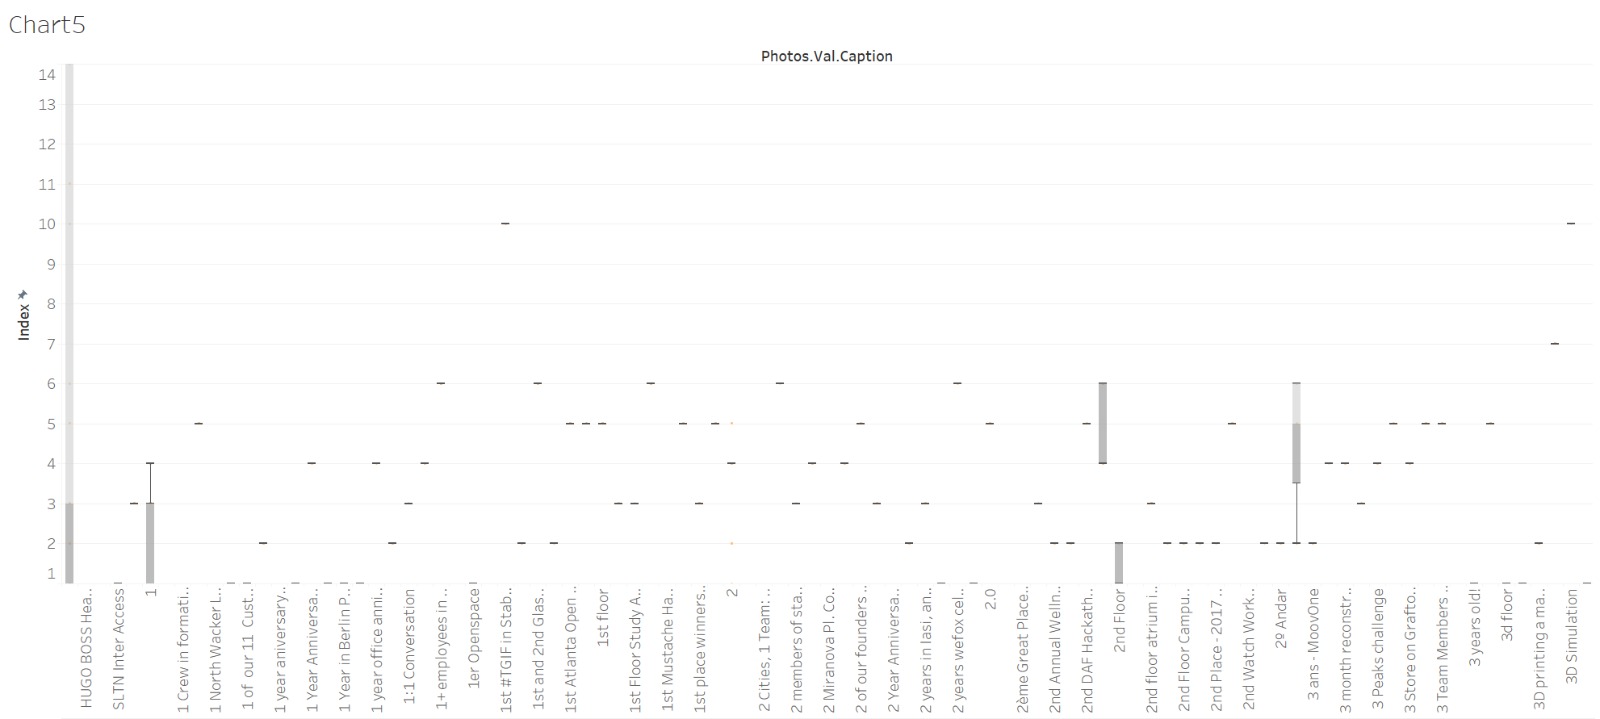 Chart5
Photos.Val.Caption
14
13
12
11
10
9
8
7
6
5
4
3
2
1
Index
HUGO BOSS Hea..
SLTN Inter Access
1
1 Crew in formati..
1 North Wacker L..
1 of our 11 Cust..
1 year aniversary..
1 Year Anniversa..
1 Year in Berlin P..
1 year office anni..
1:1 Conversation
1+ employees in ..
1er Openspace
1st #TGIF in Stab..
1st and 2nd Glas..
1st Atlanta Open ..
1st floor
1st Floor Study A..
1st Mustache Ha..
1st place winners..
2
2 Cities, 1 Team: ..
2 members of sta..
2 Miranova Pl. Co..
2 of our founders ..
2 Year Anniversa..
2 years in Iasi, an..
2 years wefox cel..
2.0
2ème Great Place..
2nd Annual Welln..
2nd DAF Hackath..
2nd Floor
2nd floor atrium i..
2nd Floor Campu..
2nd Place - 2017 ..
2nd Watch Work..
2º Andar
3 ans - MoovOne
3 month reconstr..
3 Peaks challenge
3 Store on Grafto..
3 Team Members ..
3 years old!
3d floor
3D printing a ma..
3D Simulation